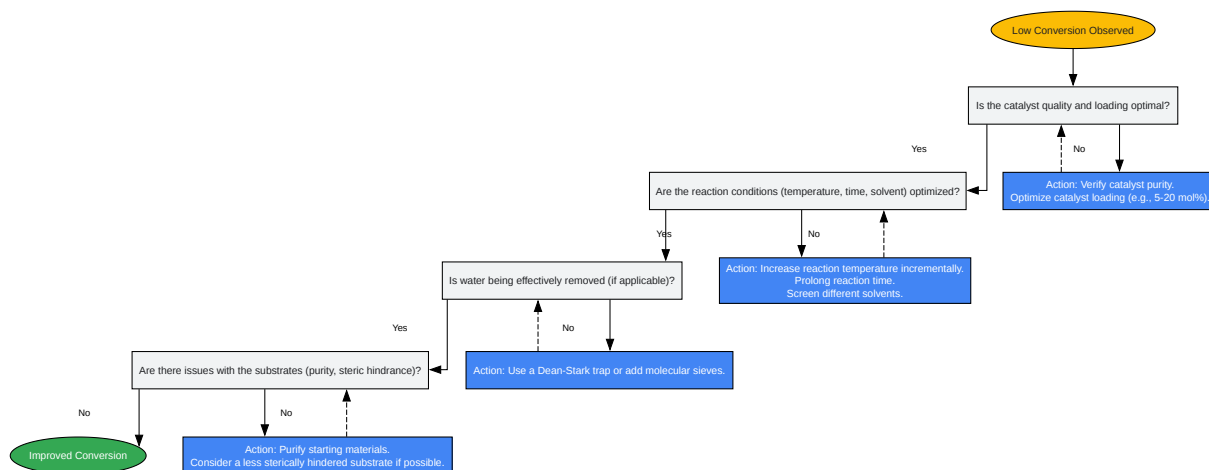 Low Conversion Observed
Is the catalyst quality and loading optimal?
Yes
No
Are the reaction conditions (temperature, time, solvent) optimized?
Action: Verify catalyst purity.
Optimize catalyst loading (e.g., 5-20 mol%).
Yes
No
Is water being effectively removed (if applicable)?
Action: Increase reaction temperature incrementally.
Prolong reaction time.
Screen different solvents.
Yes
No
Are there issues with the substrates (purity, steric hindrance)?
Action: Use a Dean-Stark trap or add molecular sieves.
No
No
Improved Conversion
Action: Purify starting materials.
Consider a less sterically hindered substrate if possible.